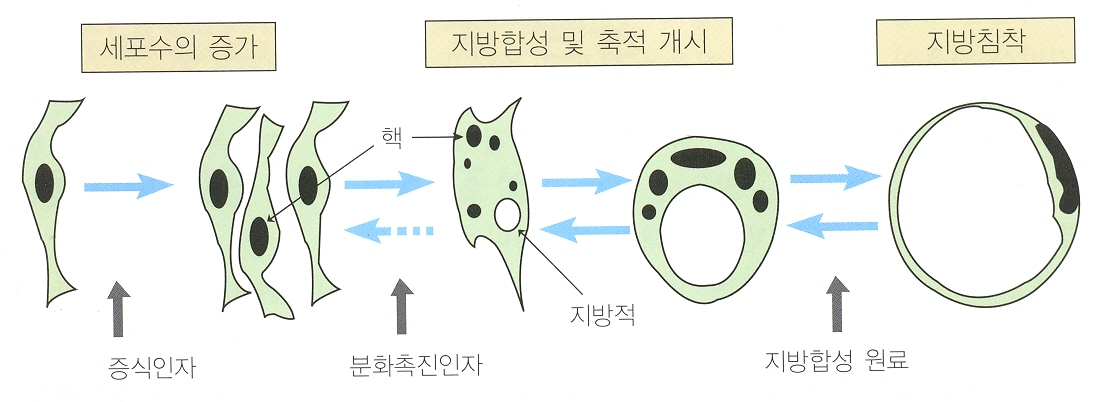 세포수의 증가
지방합성 및 축적 개시
지방침착
핵
지방적
증식인자
분화촉진인자
지방합성 원료